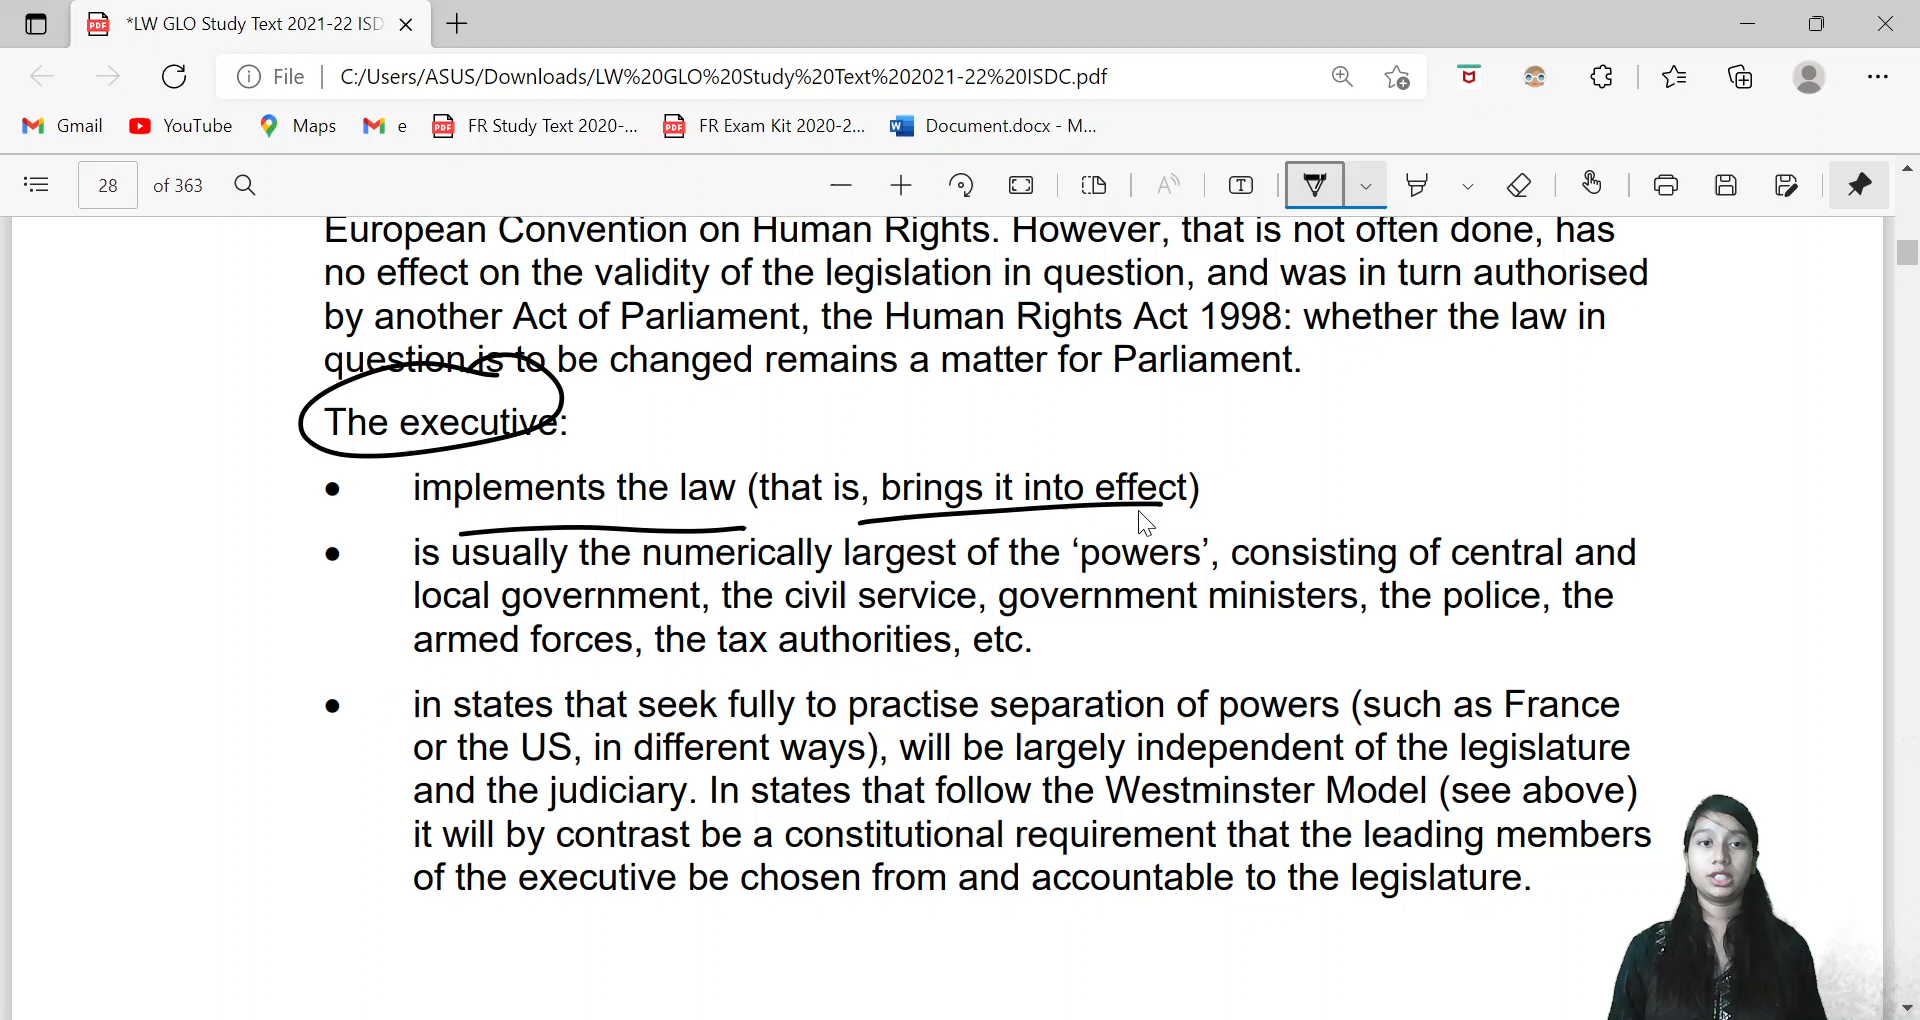 *LW GLO Study Text 2021-22 ISD
File C:/Users/ASUS/Downloads/LW%20GLO%20Study%20Text%202021-22%20ISDC.pdf
Gmail YouTube Maps e FR Study Text 2020-... FR Exam Kit 2020-2... Document.docx - M...
28 of 363
European Convention on Human Rights. However, that is not often done, has
no effect on the validity of the legislation in question, and was in turn authorised
by another Act of Parliament, the Human Rights Act 1998: whether the law in
question is to be changed remains a matter for Parliament.
The executive:
• implements the law (that is, brings it into effect)
• is usually the numerically largest of the ‘powers’, consisting of central and
local government, the civil service, government ministers, the police, the
armed forces, the tax authorities, etc.
• in states that seek fully to practise separation of powers (such as France
or the US, in different ways), will be largely independent of the legislature
and the judiciary. In states that follow the Westminster Model (see above)
it will by contrast be a constitutional requirement that the leading members
of the executive be chosen from and accountable to the legislature.